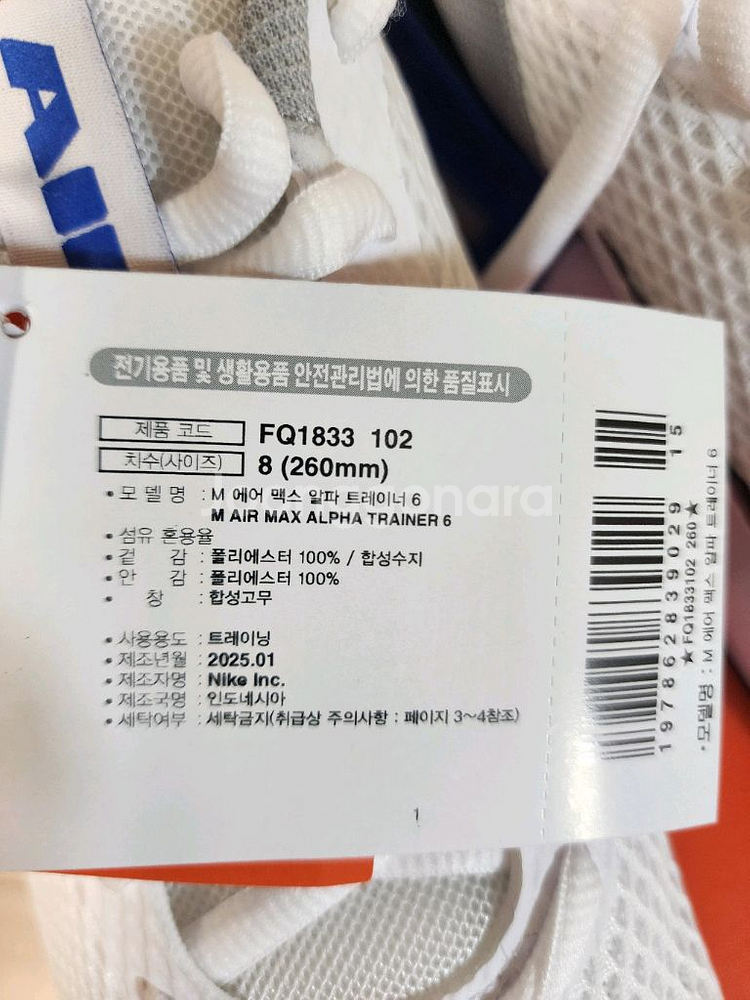 AIR
전기용품 및 생활용품 안전관리법에 의한 품질표시
제품 코드 FQ1833 102
치수(사이즈) 8 (260mm)
• 모 델 명 : M 에어 맥스 알파 트레이너 6
M AIR MAX ALPHA TRAINER 6
• 섬유 혼용율
• 겉 감 : 폴리에스터 100% / 합성수지
• 안 감 : 폴리에스터 100%
• 창 : 합성고무
• 사용용도 : 트레이닝
• 제조년월 : 2025.01
• 제조자명 : Nike Inc.
• 제조국명 : 인도네시아
• 세탁여부 : 세탁금지(취급상 주의사항 : 페이지 3~4참조)
1
15
197862839029
★FQ1833102 260★
•모델명 : M 에어 맥스 알파 트레이너 6